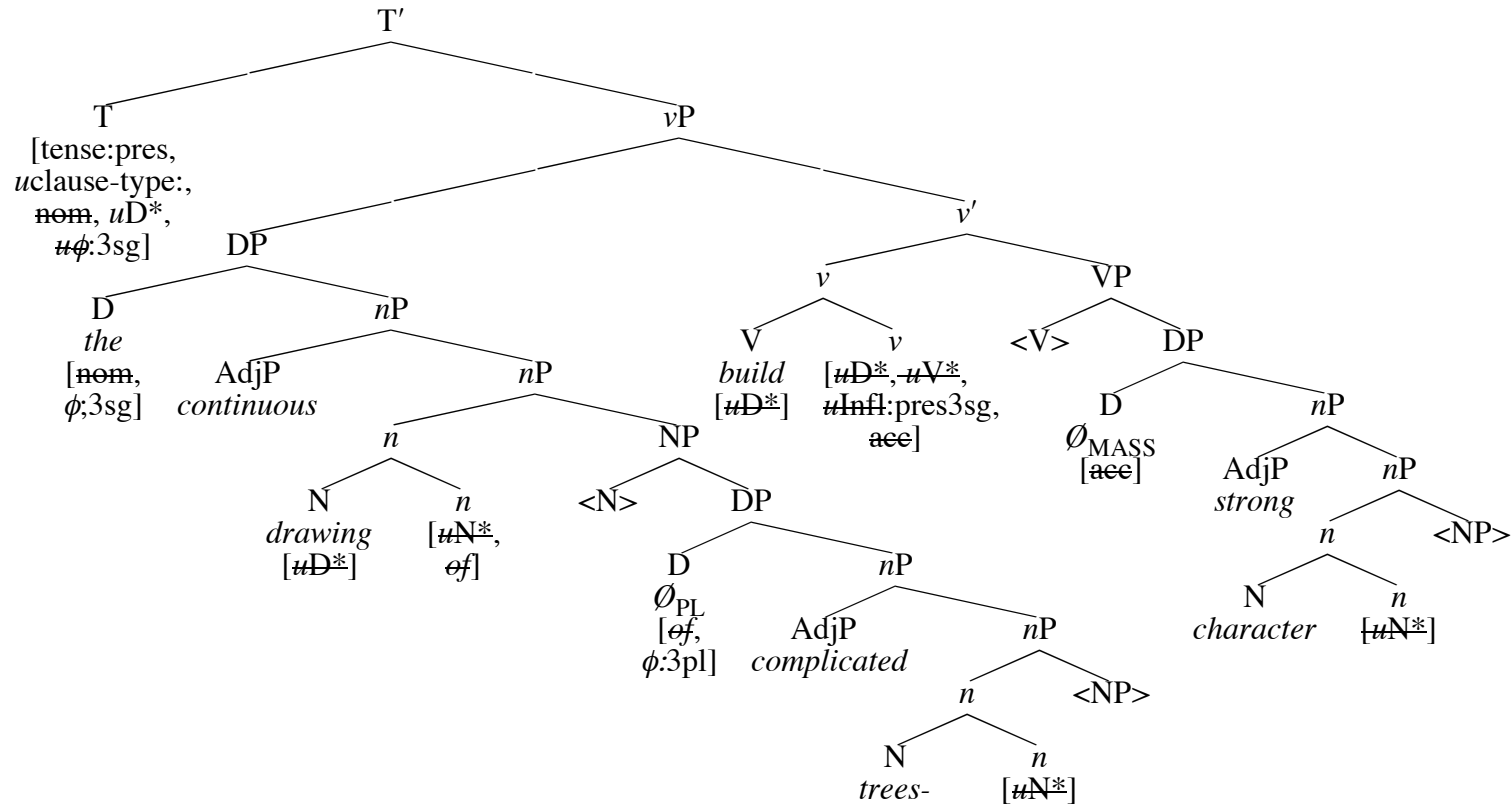 T′
T vP
[tense:pres,
uclause-type:,
nom, uD*, v′
uϕ:3sg] DP
v VP
D nP
the V v <V> DP
[nom, AdjP nP build [uD*, uV*,
ϕ;3sg] continuous [uD*] uInfl:pres3sg, D nP
n NP acc] Ø_MASS
[acc] AdjP nP
N n <N> DP strong
drawing [uN*, n <NP>
[uD*] of] D nP
Ø_PL N n
[of, AdjP nP character [uN*]
ϕ:3pl] complicated
n <NP>
N n
trees- [uN*]